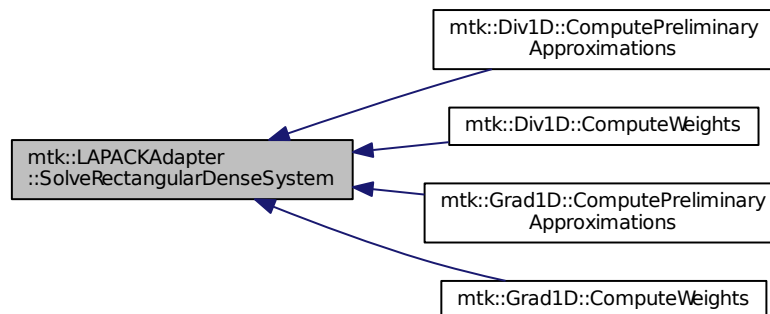 mtk::Div1D::ComputePreliminary
Approximations
mtk::Div1D::ComputeWeights
mtk::LAPACKAdapter
::SolveRectangularDenseSystem
mtk::Grad1D::ComputePreliminary
Approximations
mtk::Grad1D::ComputeWeights